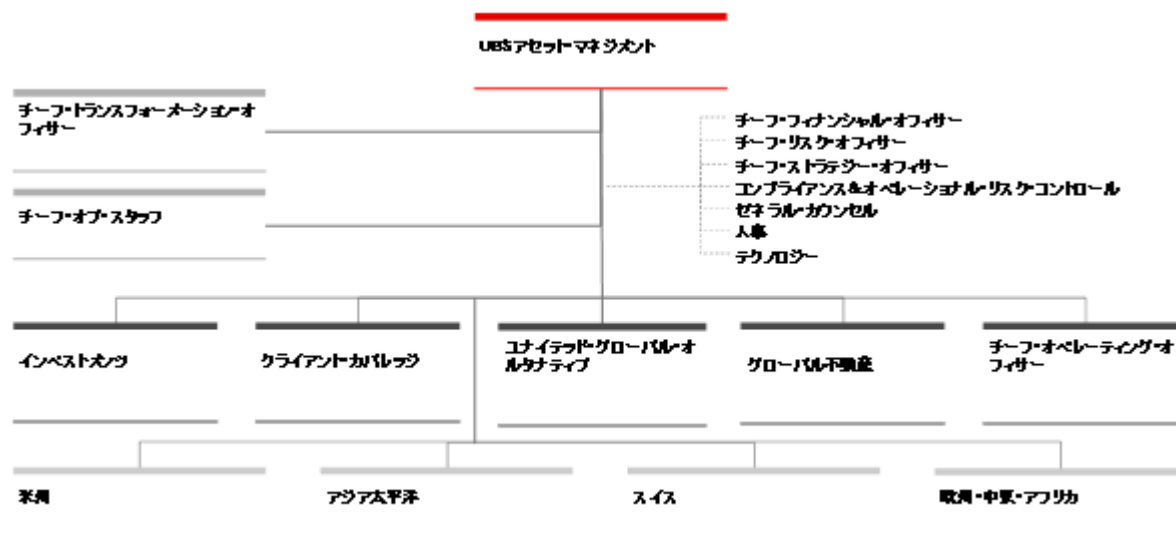 UBSアセット・マネジメント
チーフ・トランスフォーメーション・オ
フィサー
チーフ・フィナンシャル・オフィサー
チーフ・リスク・オフィサー
チーフ・ストラテジー・オフィサー
コンプライアンス&オペレーショナル・リスク・コントロール
ゼネラル・カウンセル
人事
テクノロジー
チーフ・オブ・スタッフ
インベストメンツ
クライアント・カバレッジ
ユナイテッド・グローバル・オ
ルタナティブ
グローバル不動産
チーフ・オペレーティング・オ
フィサー
米州
アジア太平洋
スイス
欧州・中東・アフリカ